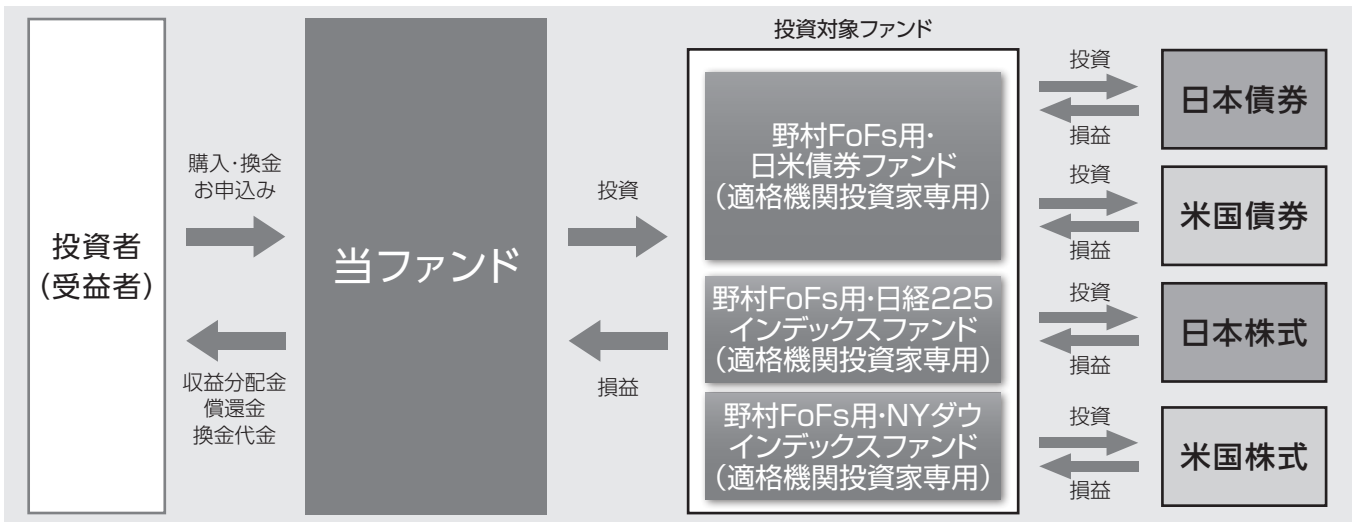 投資者
(受益者)
購入・換金
お申込み
収益分配金
償還金
換金代金
当ファンド
投資
損益
投資対象ファンド
野村FoFs用・
日米債券ファンド
(適格機関投資家専用)
野村FoFs用・日経225
インデックスファンド
(適格機関投資家専用)
野村FoFs用・NYダウ
インデックスファンド
(適格機関投資家専用)
投資
損益
日本債券
投資
損益
米国債券
投資
損益
日本株式
投資
損益
米国株式